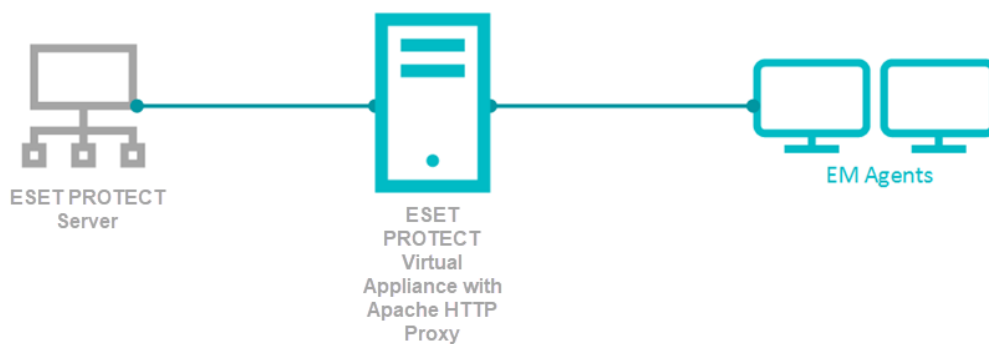 ESET PROTECT
Server
ESET
PROTECT
Virtual
Appliance with
Apache HTTP
Proxy
EM Agents